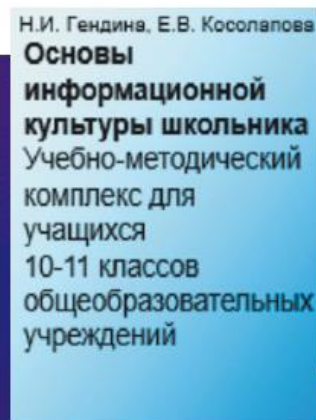 Н.И. Гендина, Е.В. Косолапова
Основы
информационной
культуры школьника
Учебно-методический
комплекс для
учащихся
10-11 классов
общеобразовательных
учреждений